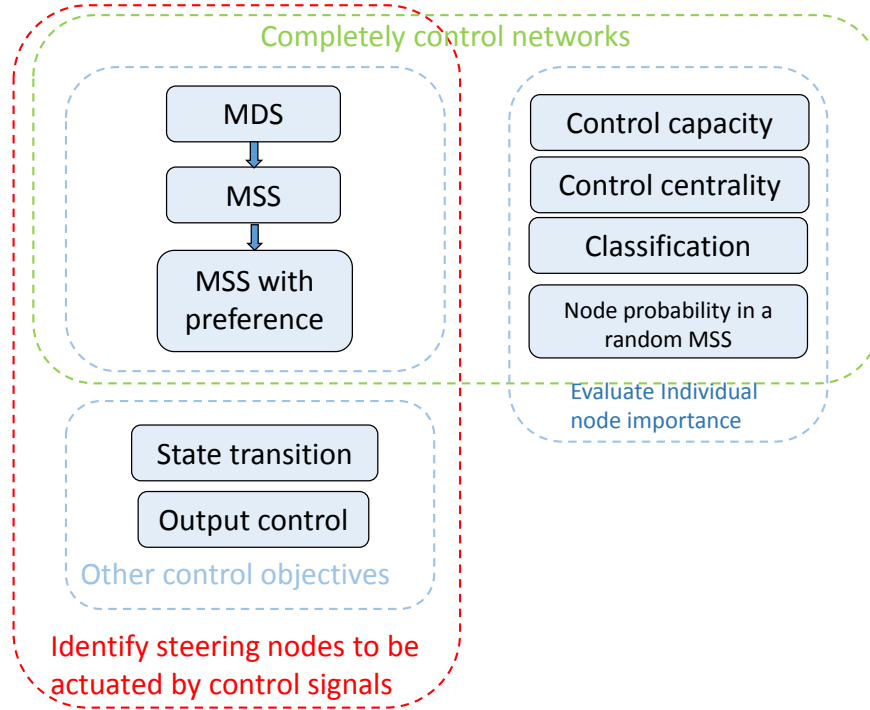 Completely control networks
MDS
MSS
MSS with
preference
Control capacity
Control centrality
Classification
Node probability in a
random MSS
Evaluate Individual
node importance
State transition
Output control
Other control objectives
Identify steering nodes to be
actuated by control signals